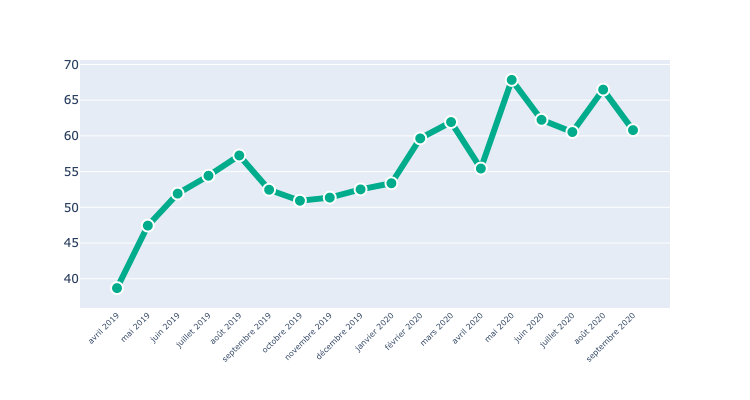 70
65
60
55
50
45
40
avril 2019
mai 2019
juin 2019
juillet 2019
août 2019
septembre 2019
octobre 2019
novembre 2019
décembre 2019
janvier 2020
février 2020
mars 2020
avril 2020
mai 2020
juin 2020
juillet 2020
août 2020
septembre 2020